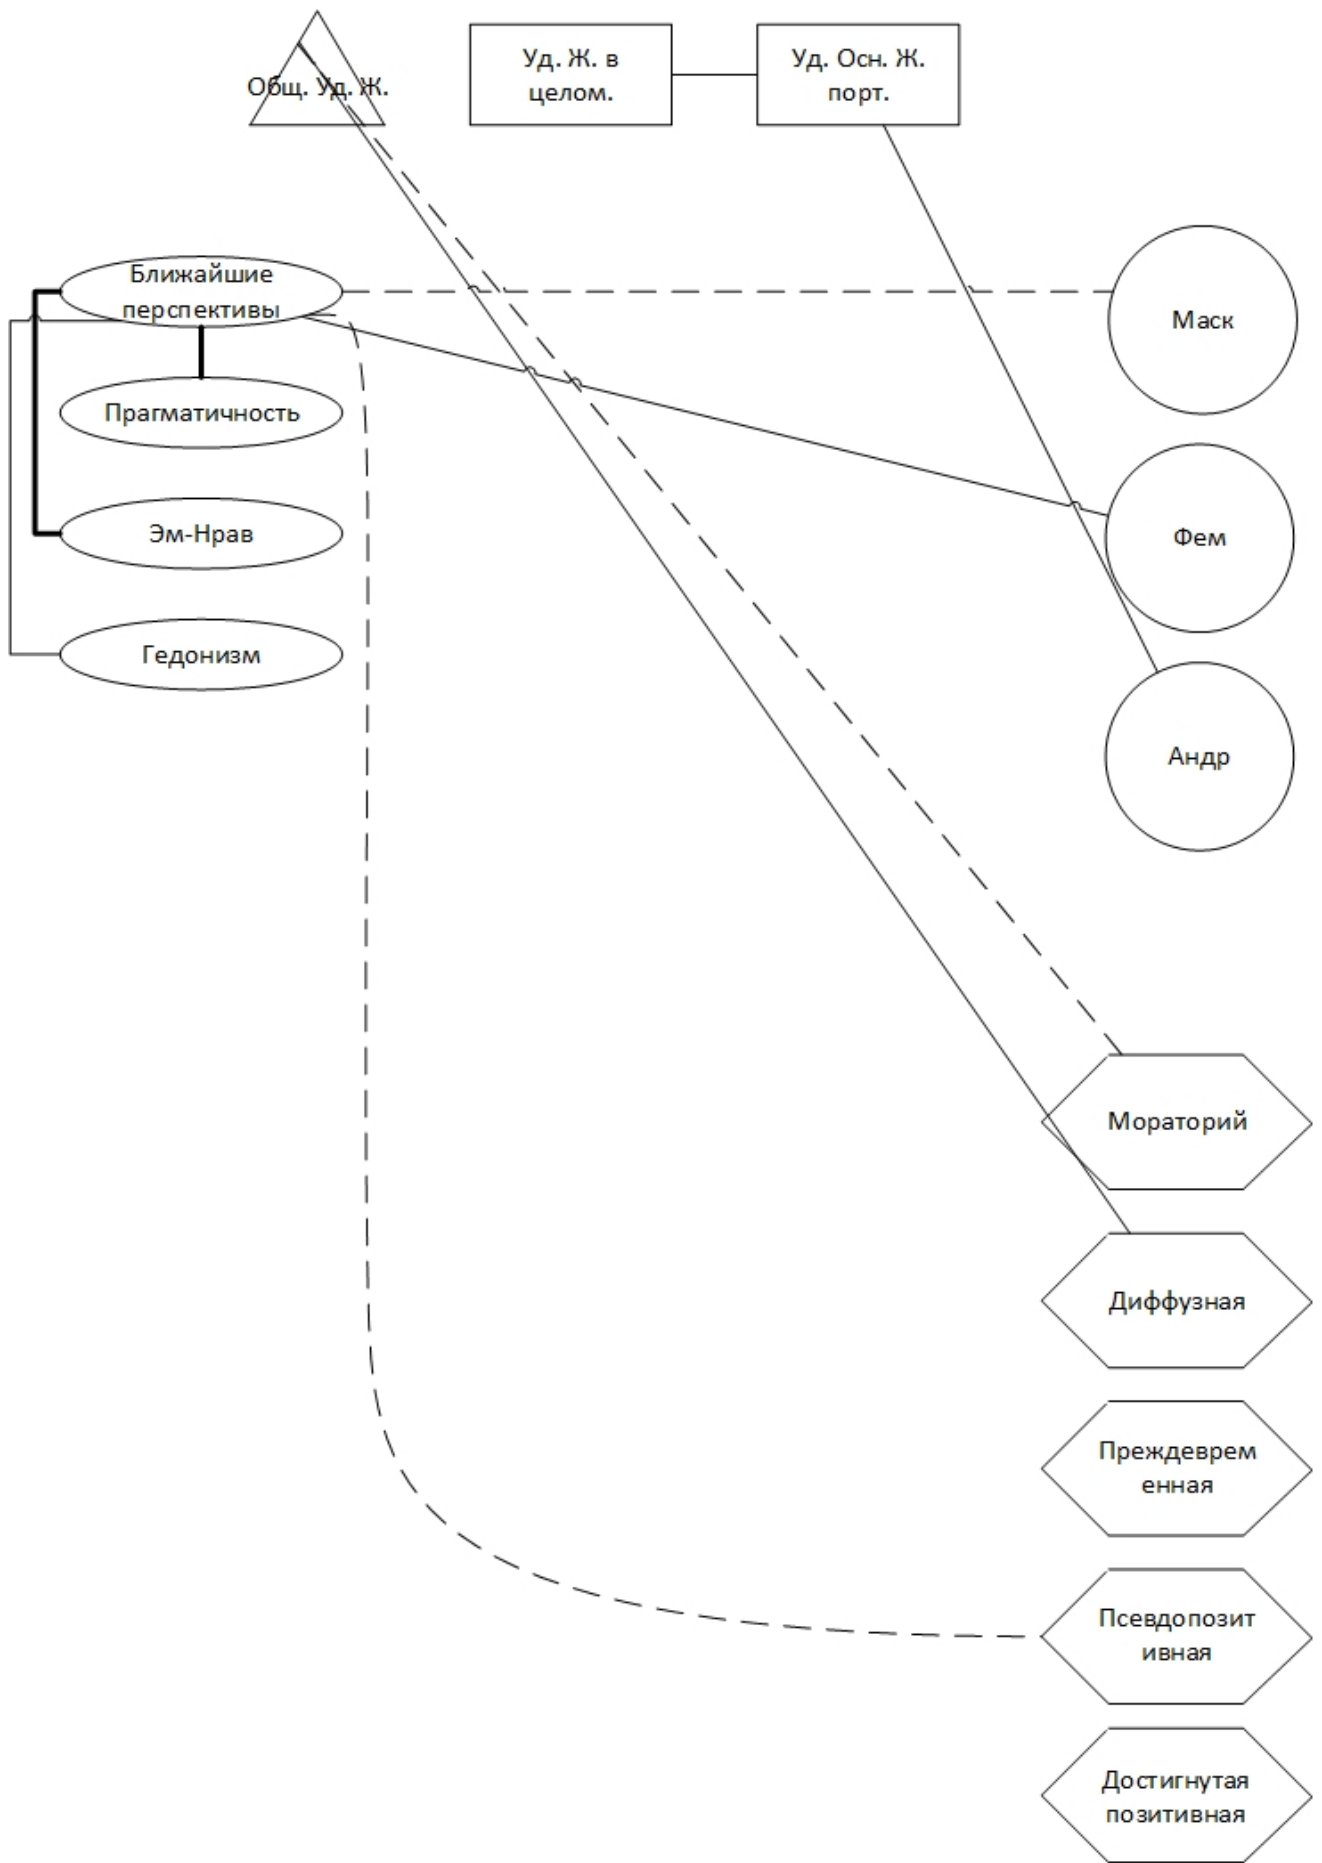 Общ. Уд. Ж.
Уд. Ж. в
целом.
Уд. Осн. Ж.
порт.
Ближайшие
перспективы
Маск
Прагматичность
Эм-Нрав
Фем
Гедонизм
Андр
Мораторий
Диффузная
Преждеврем
енная
Псевдопозит
ивная
Достигнутая
позитивная